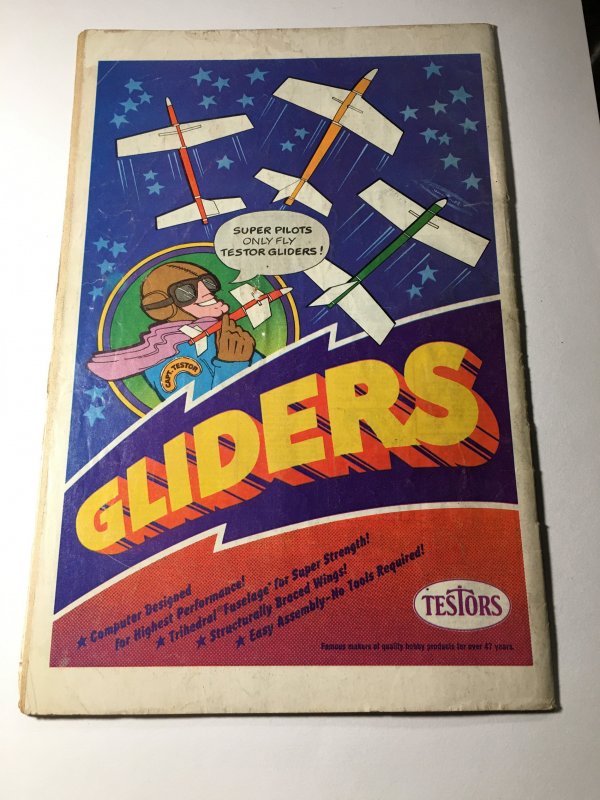 SUPER PILOTS
ONLY FLY
TESTOR GLIDERS!
CAPT. TESTOR
GLIDERS
★ Computer Designed
for Highest Performance!
★ Trihedral "Fuselage" for Super Strength!
★ Structurally Braced Wings!
★ Easy Assembly--No Tools Required!
TESTORS
Famous makers of quality hobby products for over 47 years.